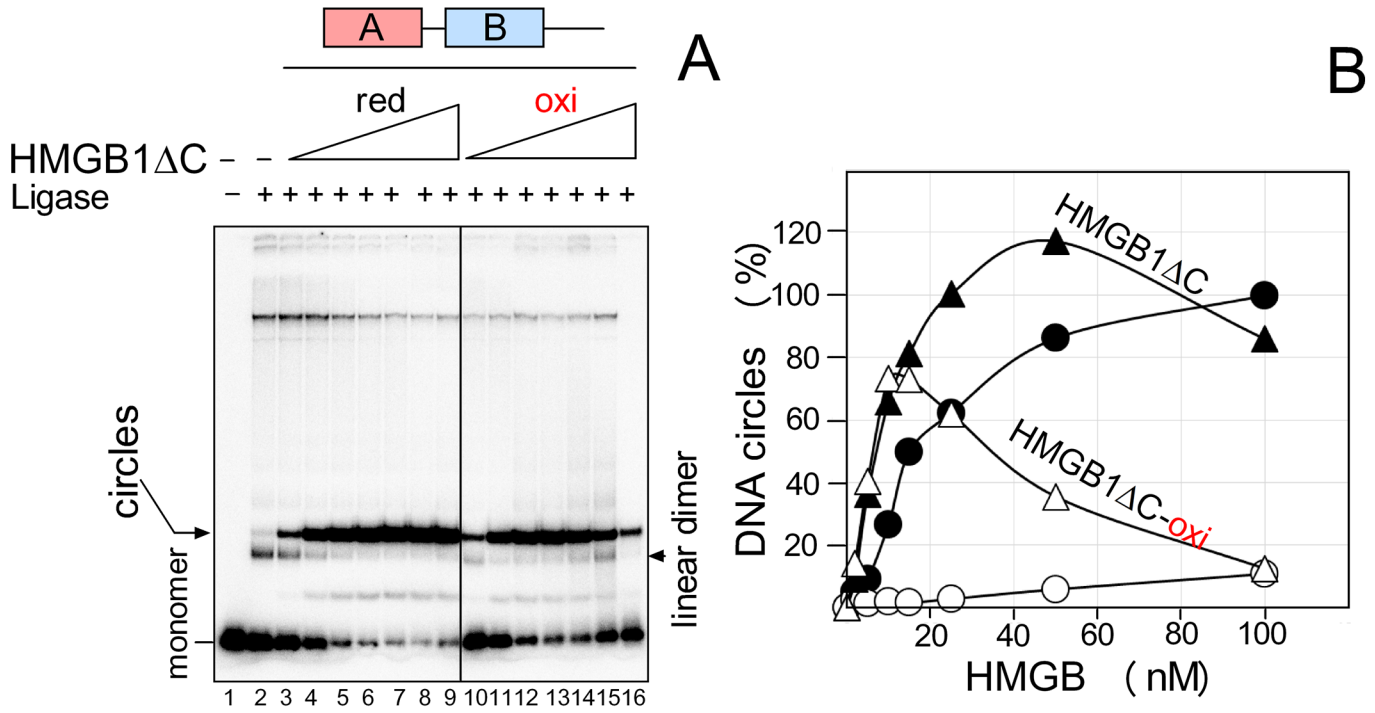 A B
A
B
red oxi
HMGB1ΔC – –
Ligase – + + + + + + + + + + + + + + +
circles
monomer
linear dimer
1 2 3 4 5 6 7 8 9 10 11 12 13 14 15 16
DNA circles ( %)
120
100
80
60
40
20
HMGB1ΔC
HMGB1ΔC-oxi
20 40 60 80 100
HMGB ( nM)